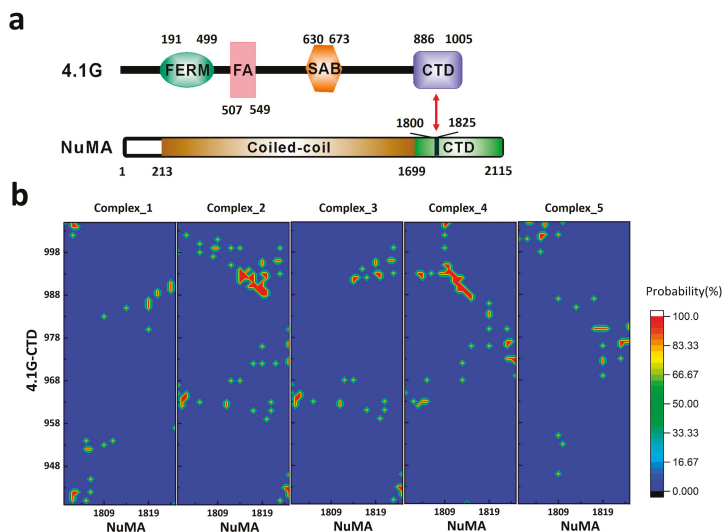 a
191 499 630 673 886 1005
4.1G FERM FA SAB CTD
507 549
1800 1825
NuMA Coiled-coil CTD
1 213 1699 2115
b
Complex_1 Complex_2 Complex_3 Complex_4 Complex_5
998
988
978
968
958
948
4.1G-CTD
Probability(%)
100.0
83.33
66.67
50.00
33.33
16.67
0.000
1809 1819 1809 1819 1809 1819 1809 1819 1809 1819
NuMA NuMA NuMA NuMA NuMA